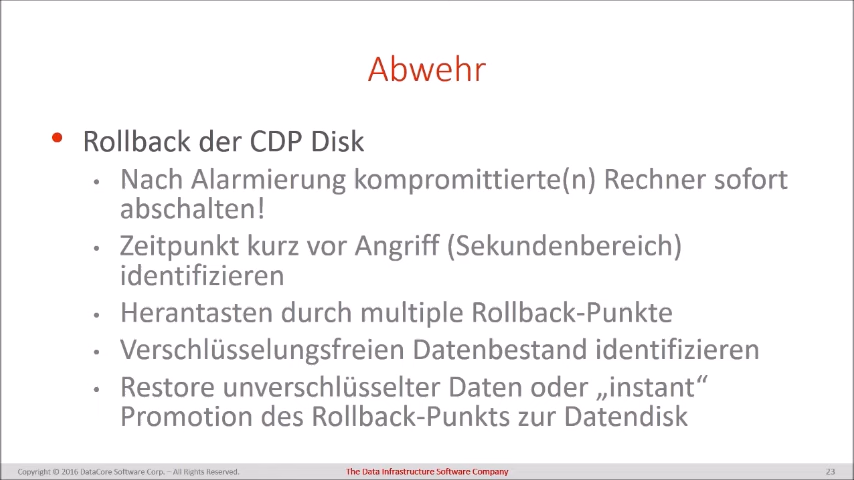 Abwehr
• Rollback der CDP Disk
• Nach Alarmierung kompromittierte(n) Rechner sofort
abschalten!
• Zeitpunkt kurz vor Angriff (Sekundenbereich)
identifizieren
• Herantasten durch multiple Rollback-Punkte
• Verschlüsselungsfreien Datenbestand identifizieren
• Restore unverschlüsselter Daten oder „instant“
Promotion des Rollback-Punkts zur Datendisk
Copyright © 2016 DataCore Software Corp. – All Rights Reserved. The Data Infrastructure Software Company 23